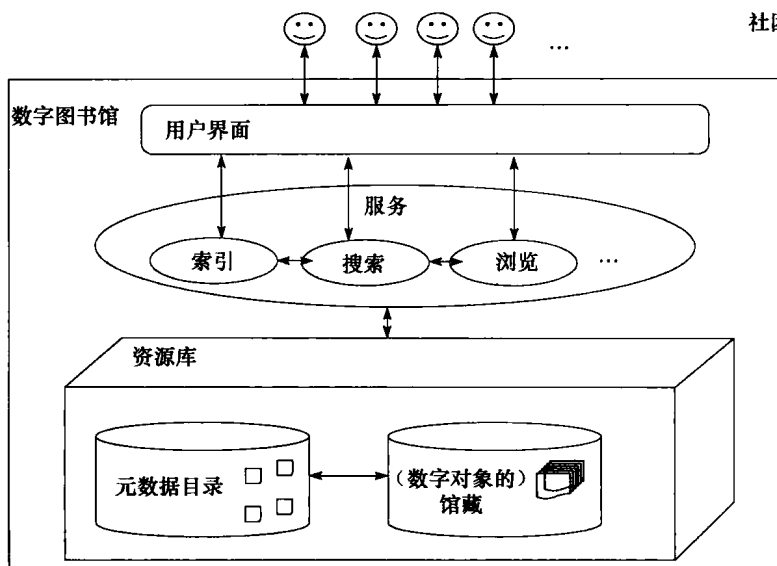 社
…
数字图书馆
用户界面
服务
索引
搜索
浏览
…
资源库
元数据目录
(数字对象的)
馆藏